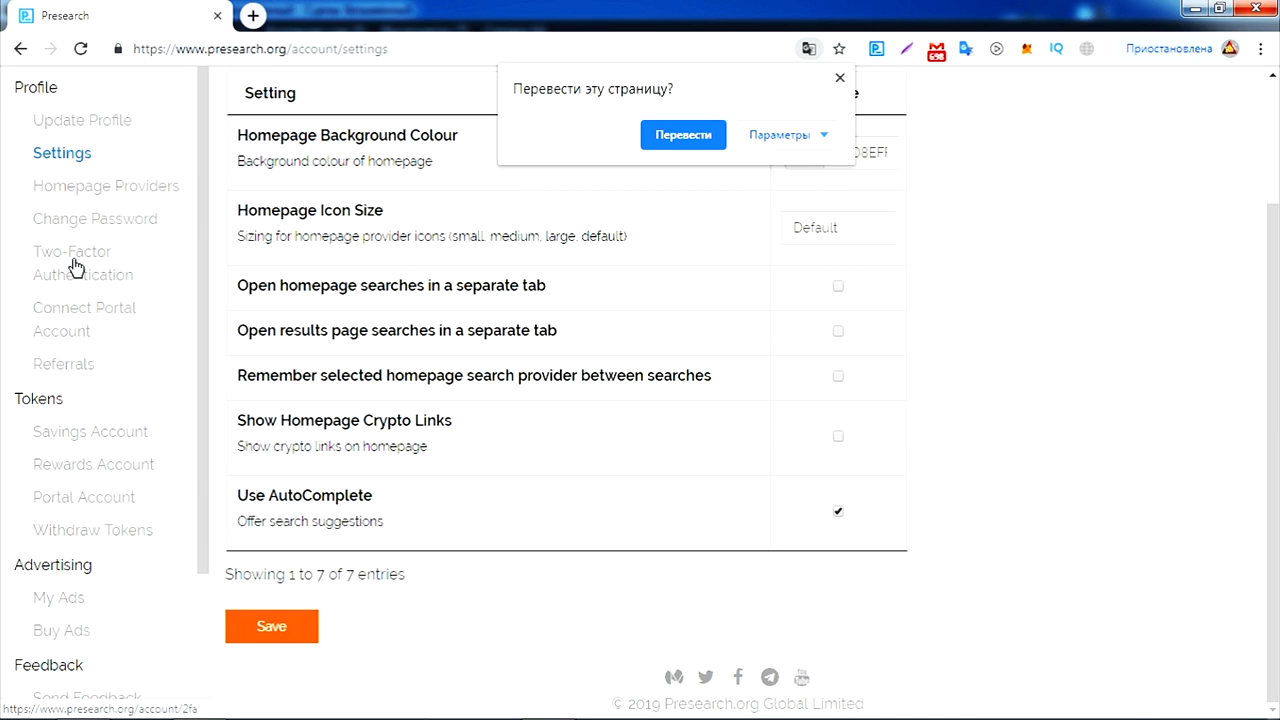 Presearch
https://www.presearch.org/account/settings
Приостановлена
Перевести эту страницу?
Перевести
Параметры
Profile
Update Profile
Settings
Homepage Providers
Change Password
Two-Factor
Authentication
Connect Portal
Account
Referrals
Tokens
Savings Account
Rewards Account
Portal Account
Withdraw Tokens
Advertising
My Ads
Buy Ads
Feedback
Send Feedback
https://www.presearch.org/account/2fa
Setting
Homepage Background Colour
Background colour of homepage
Homepage Icon Size
Sizing for homepage provider icons (small, medium, large, default)
Default
Open homepage searches in a separate tab
Open results page searches in a separate tab
Remember selected homepage search provider between searches
Show Homepage Crypto Links
Show crypto links on homepage
Use AutoComplete
Offer search suggestions
Showing 1 to 7 of 7 entries
Save
© 2019 Presearch.org Global Limited